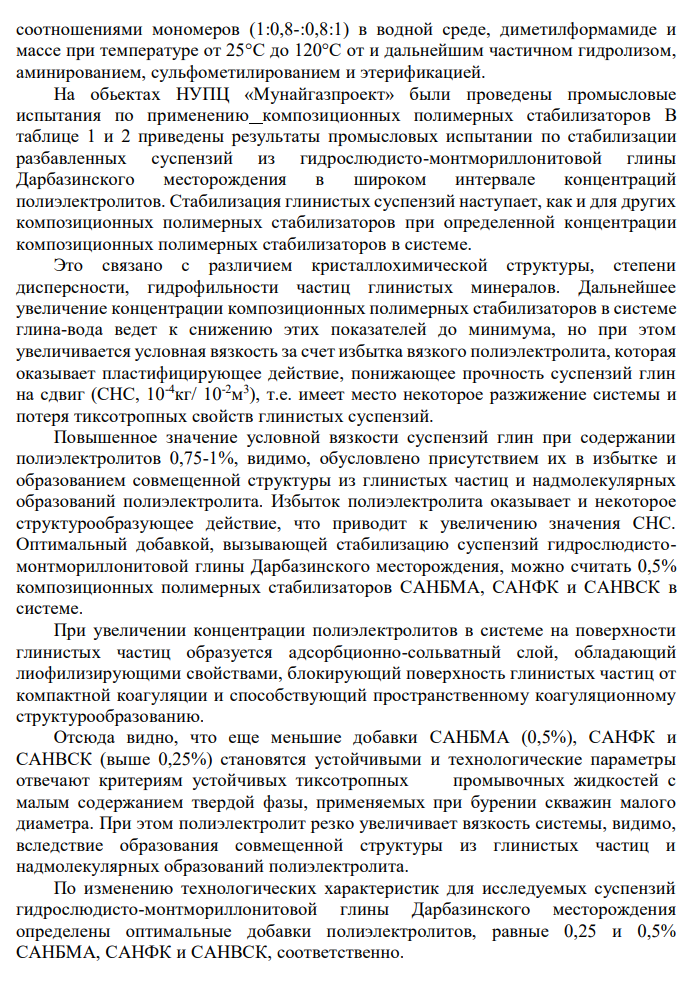 соотношениями мономеров (1:0,8-:0,8:1) в водной среде, диметилформамиде и
массе при температуре от 25°С до 120°С от и дальнейшим частичном гидролизом,
аминированием, сульфометилированием и этерификацией.
На обьектах НУПЦ «Мунайгазпроект» были проведены промысловые
испытания по применению_композиционных полимерных стабилизаторов В
таблице 1 и 2 приведены результаты промысловых испытании по стабилизации
разбавленных суспензий из гидрослюдисто-монтмориллонитовой глины
Дарбазинского месторождения в широком интервале концентраций
полиэлектролитов. Стабилизация глинистых суспензий наступает, как и для других
композиционных полимерных стабилизаторов при определенной концентрации
композиционных полимерных стабилизаторов в системе.
Это связано с различием кристаллохимической структуры, степени
дисперсности, гидрофильности частиц глинистых минералов. Дальнейшее
увеличение концентрации композиционных полимерных стабилизаторов в системе
глина-вода ведет к снижению этих показателей до минимума, но при этом
увеличивается условная вязкость за счет избытка вязкого полиэлектролита, которая
оказывает пластифицирующее действие, понижающее прочность суспензий глин
на сдвиг (СНС, 10⁻⁴кг/ 10⁻²м³), т.е. имеет место некоторое разжижение системы и
потеря тиксотропных свойств глинистых суспензий.
Повышенное значение условной вязкости суспензий глин при содержании
полиэлектролитов 0,75-1%, видимо, обусловлено присутствием их в избытке и
образованием совмещенной структуры из глинистых частиц и надмолекулярных
образований полиэлектролита. Избыток полиэлектролита оказывает и некоторое
структурообразующее действие, что приводит к увеличению значения СНС.
Оптимальный добавкой, вызывающей стабилизацию суспензий гидрослюдисто-
монтмориллонитовой глины Дарбазинского месторождения, можно считать 0,5%
композиционных полимерных стабилизаторов САНБМА, САНФК и САНВСК в
системе.
При увеличении концентрации полиэлектролитов в системе на поверхности
глинистых частиц образуется адсорбционно-сольватный слой, обладающий
лиофилизирующими свойствами, блокирующий поверхность глинистых частиц от
компактной коагуляции и способствующий пространственному коагуляционному
структурообразованию.
Отсюда видно, что еще меньшие добавки САНБМА (0,5%), САНФК и
САНВСК (выше 0,25%) становятся устойчивыми и технологические параметры
отвечают критериям устойчивых тиксотропных промывочных жидкостей с
малым содержанием твердой фазы, применяемых при бурении скважин малого
диаметра. При этом полиэлектролит резко увеличивает вязкость системы, видимо,
вследствие образования совмещенной структуры из глинистых частиц и
надмолекулярных образований полиэлектролита.
По изменению технологических характеристик для исследуемых суспензий
гидрослюдисто-монтмориллонитовой глины Дарбазинского месторождения
определены оптимальные добавки полиэлектролитов, равные 0,25 и 0,5%
САНБМА, САНФК и САНВСК, соответственно.